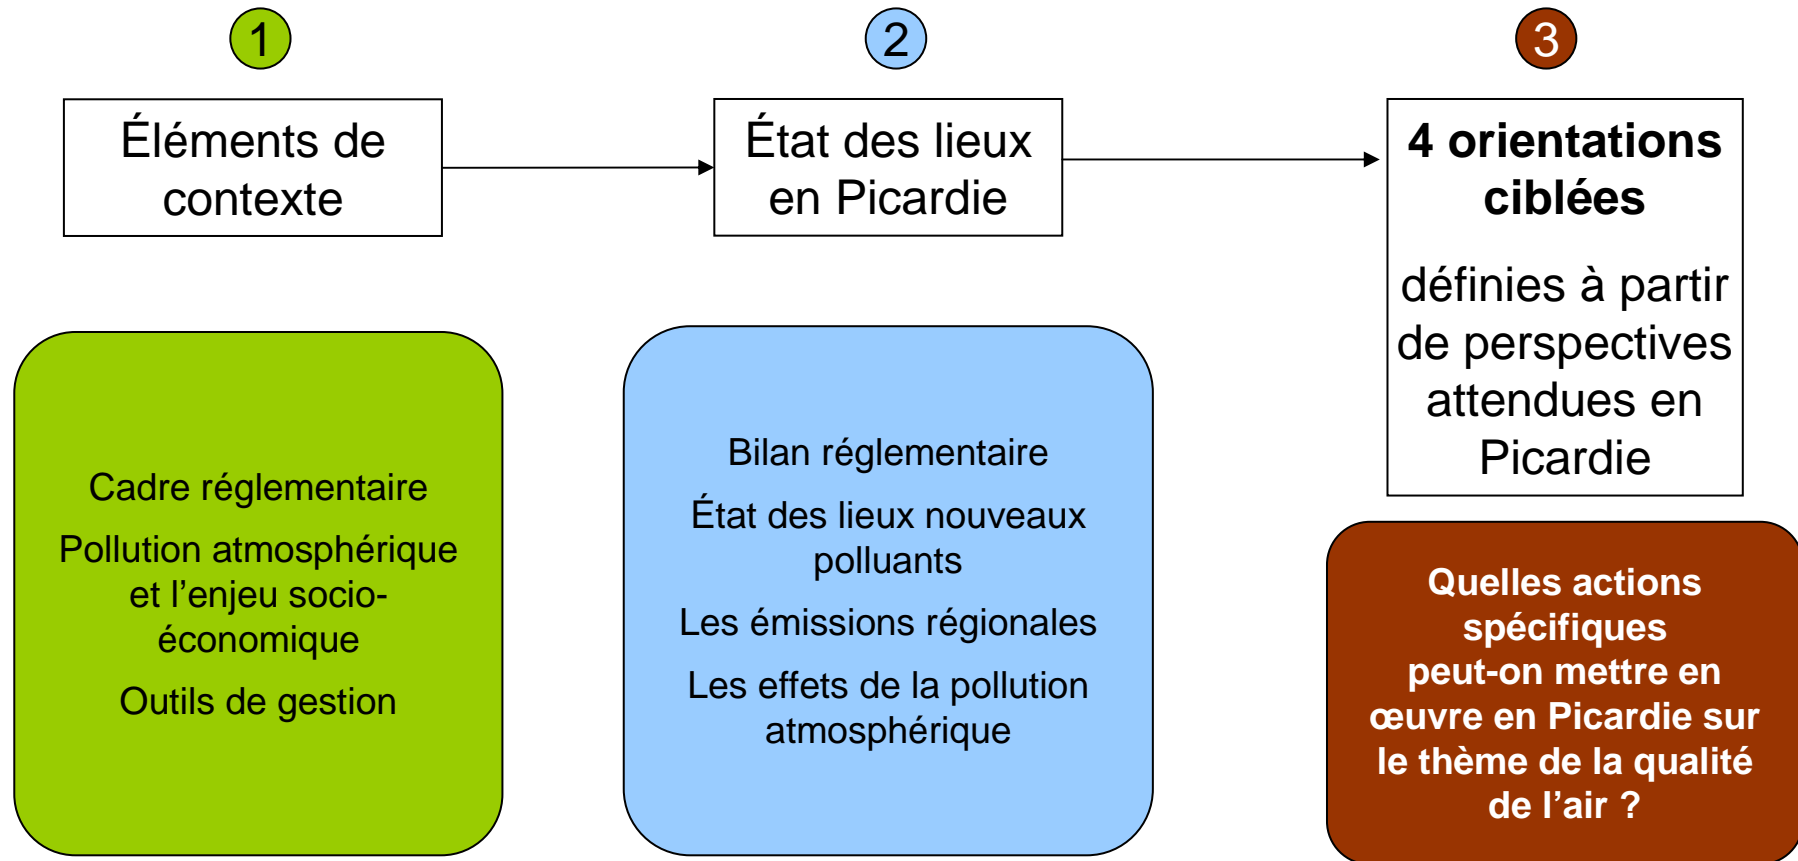 1
Éléments de
contexte
Cadre réglementaire
Pollution atmosphérique
et l’enjeu socio-
économique
Outils de gestion
2
État des lieux
en Picardie
Bilan réglementaire
État des lieux nouveaux
polluants
Les émissions régionales
Les effets de la pollution
atmosphérique
3
4 orientations
ciblées
définies à partir
de perspectives
attendues en
Picardie
Quelles actions
spécifiques
peut-on mettre en
œuvre en Picardie sur
le thème de la qualité
de l’air ?